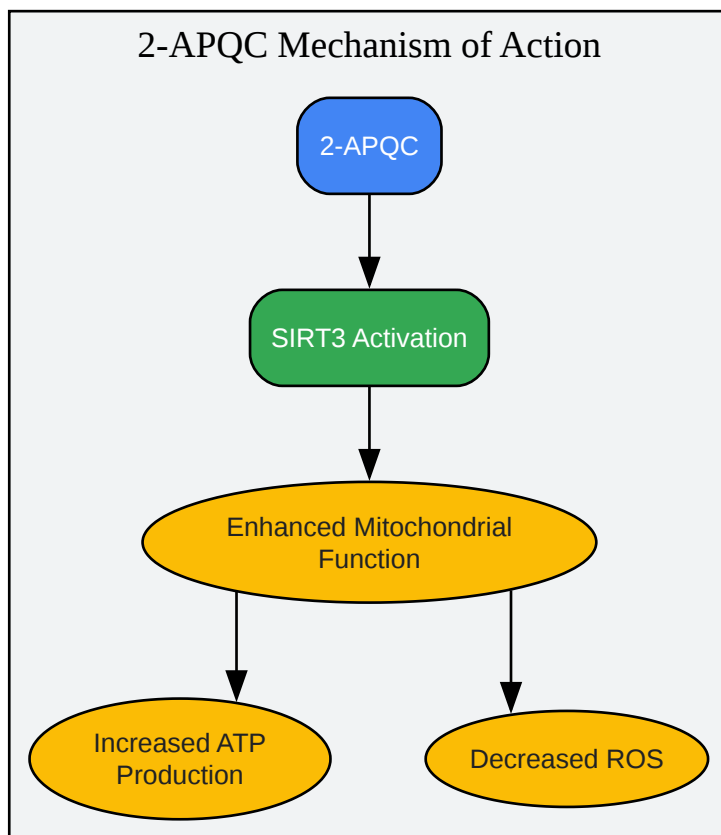 2-APQC Mechanism of Action
2-APQC
SIRT3 Activation
Enhanced Mitochondrial
Function
Increased ATP
Production
Decreased ROS